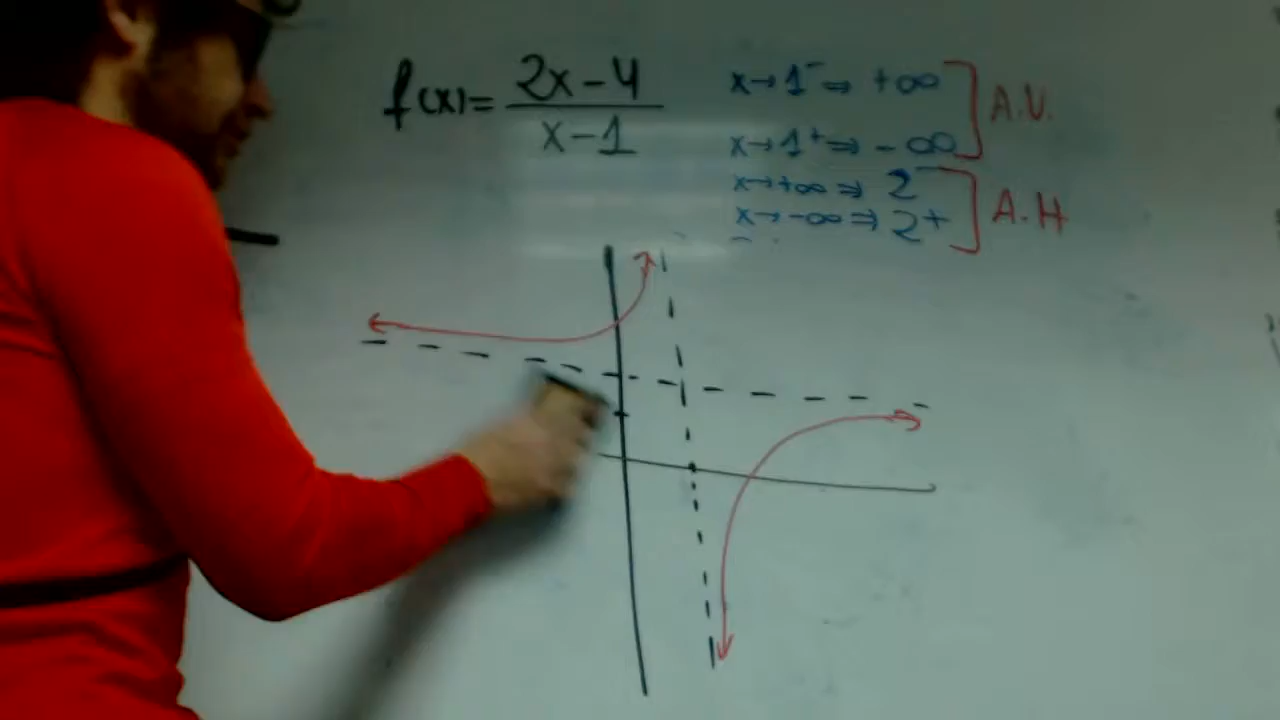 f(x)= 2x-4 / x-1
x→1⁻ ⇒ +∞
x→1⁺ ⇒ -∞
A.V.
x→+∞ ⇒ 2⁻
x→-∞ ⇒ 2⁺
A.H